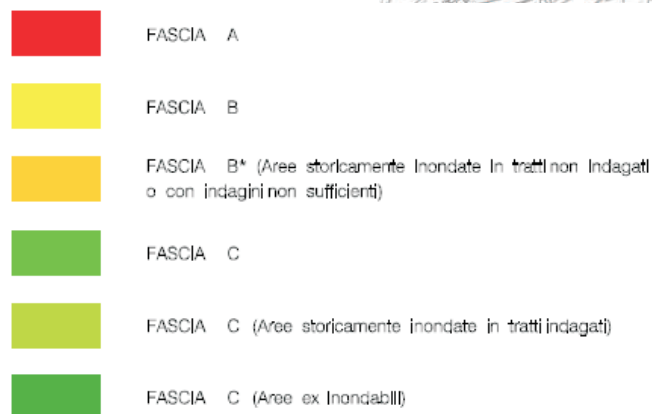 FASCIA A
FASCIA B
FASCIA B* (Aree storicamente inondate in tratti non indagati
o con indagini non sufficienti)
FASCIA C
FASCIA C (Aree storicamente inondate in tratti indagati)
FASCIA C (Aree ex inondabili)